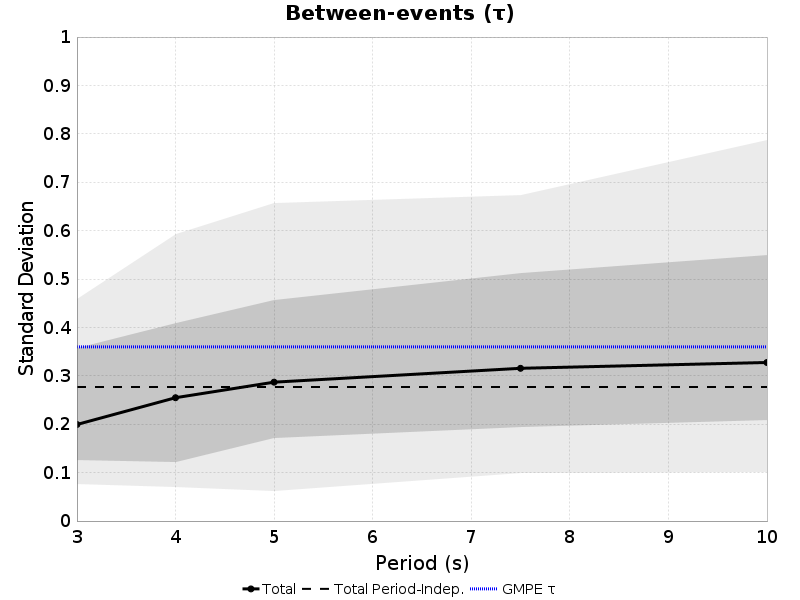 Between-events (τ)
1
0.9
0.8
0.7
0.6
0.5
0.4
0.3
0.2
0.1
0
Standard Deviation
3 4 5 6 7 8 9 10
Period (s)
Total Total Period-Indep. GMPE τ